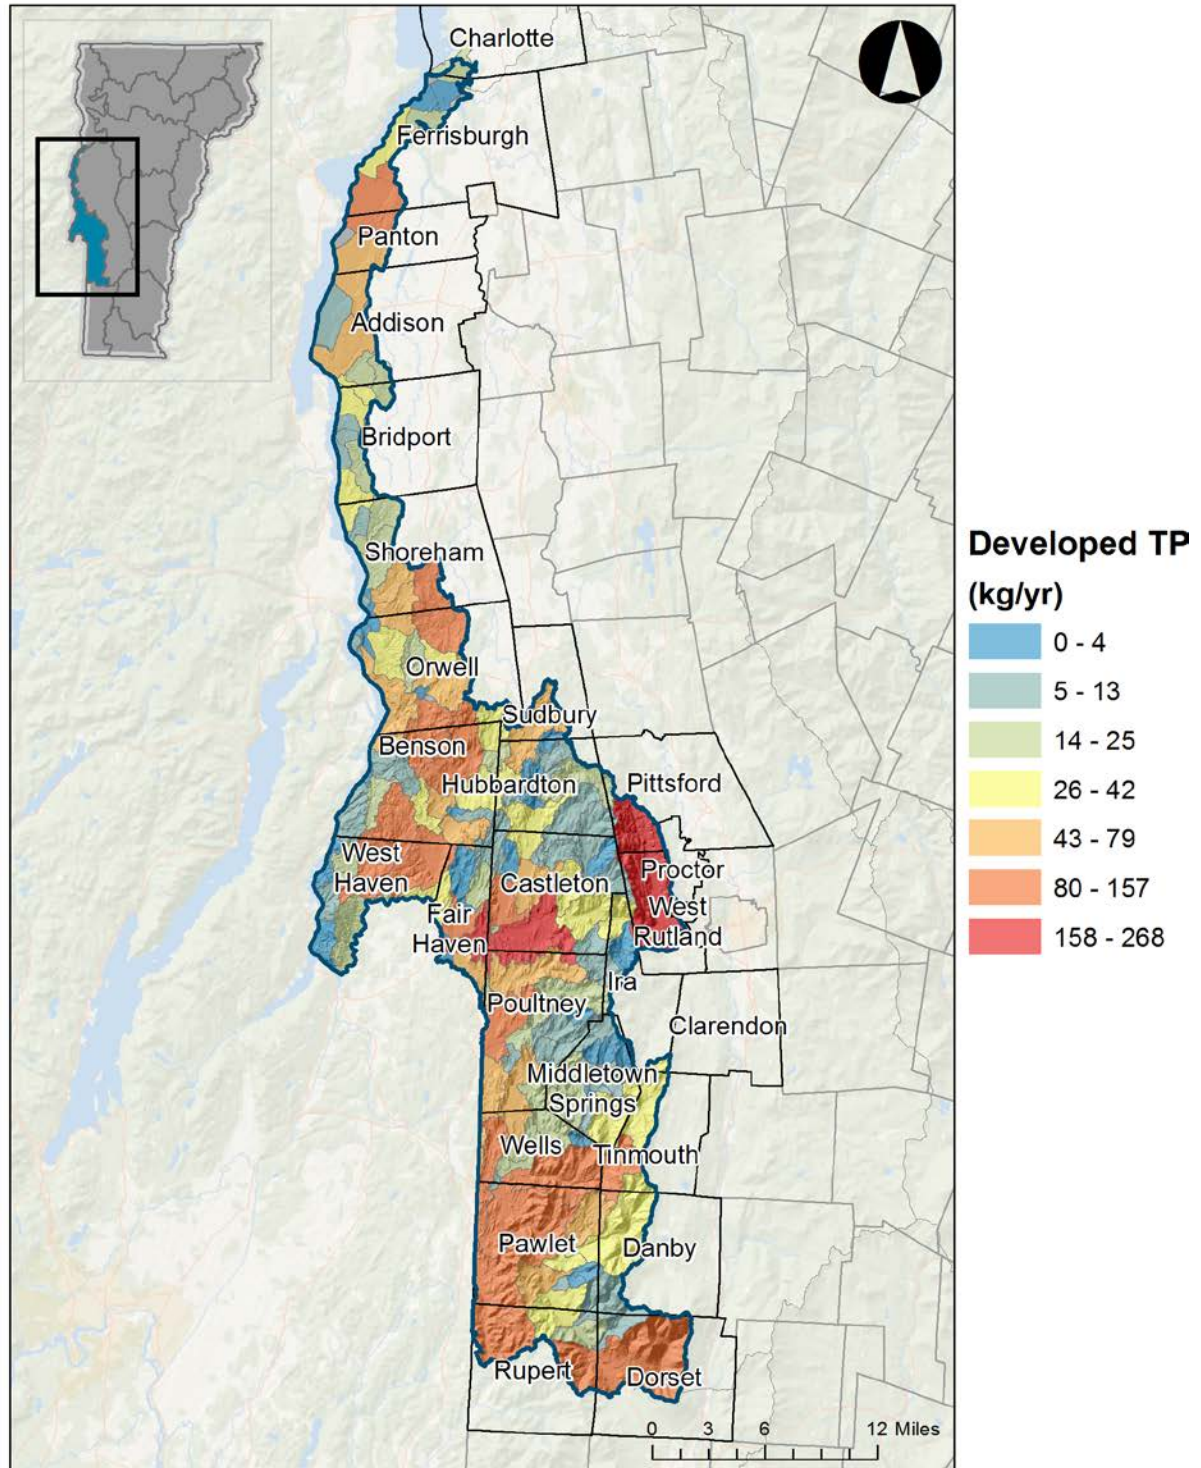 Charlotte
Ferrisburgh
Panton
Addison
Bridport
Shoreham
Orwell
Sudbury
Benson
Hubbardton
Pittsford
West
Haven
Castleton
Proctor
Fair
Haven
West
Rutland
Ira
Poultney
Clarendon
Middletown
Springs
Wells
Tinmouth
Pawlet
Danby
Rupert
Dorset
0 3 6 12 Miles
Developed TP
(kg/yr)
0 - 4
5 - 13
14 - 25
26 - 42
43 - 79
80 - 157
158 - 268